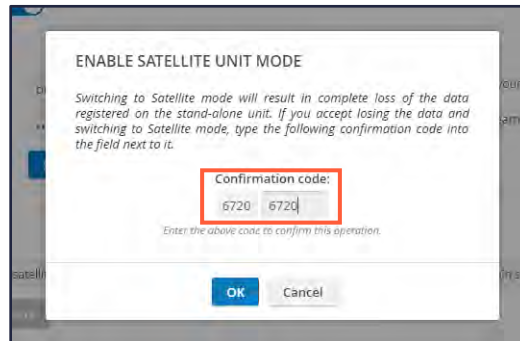 ENABLE SATELLITE UNIT MODE
Switching to Satellite mode will result in complete loss of the data
registered on the stand-alone unit. If you accept losing the data and
switching to Satellite mode, type the following confirmation code into
the field next to it.
Confirmation code:
6720 6720
Enter the above code to confirm this operation.
OK Cancel